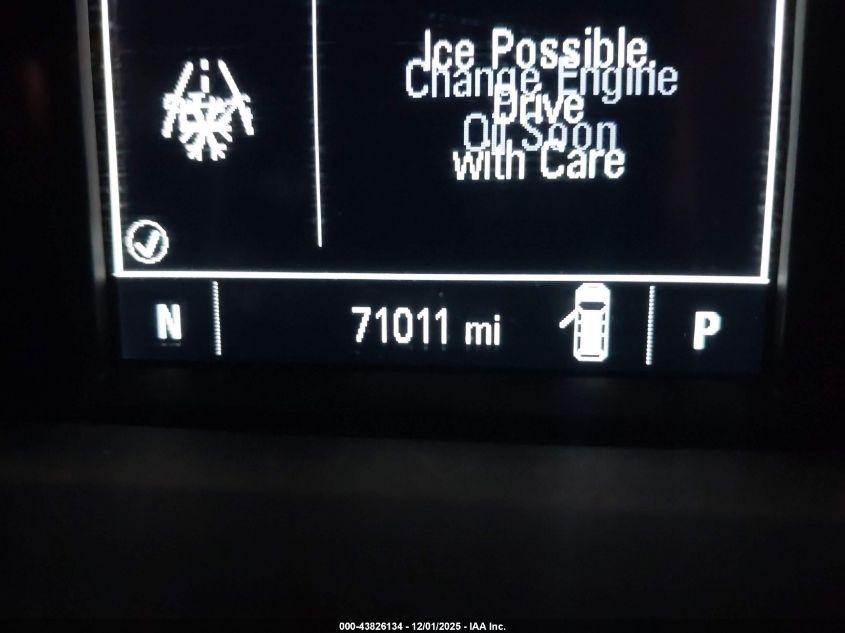 Ice Possible
Change Engine
Drive
Oil Soon
with Care
N
71011 mi
P
000-43826134 - 12/01/2025 - IAA Inc.